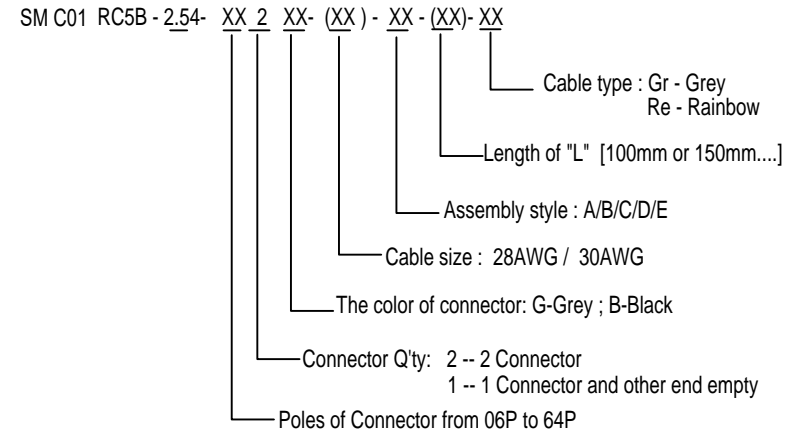 SM C01 RC5B - 2.54- XX 2 XX- (XX ) - XX - (XX)- XX
Cable type : Gr - Grey
Re - Rainbow
Length of "L" [100mm or 150mm....]
Assembly style : A/B/C/D/E
Cable size : 28AWG / 30AWG
The color of connector: G-Grey ; B-Black
Connector Q'ty: 2 -- 2 Connector
1 -- 1 Connector and other end empty
Poles of Connector from 06P to 64P